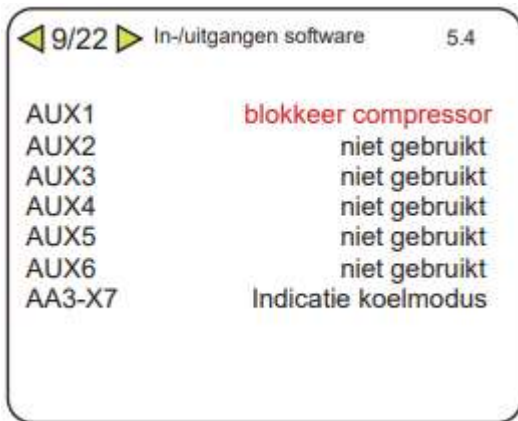 9/22 In-/uitgangen software 5.4
AUX1 blokkeer compressor
AUX2 niet gebruikt
AUX3 niet gebruikt
AUX4 niet gebruikt
AUX5 niet gebruikt
AUX6 niet gebruikt
AA3-X7 Indicatie koelmodus